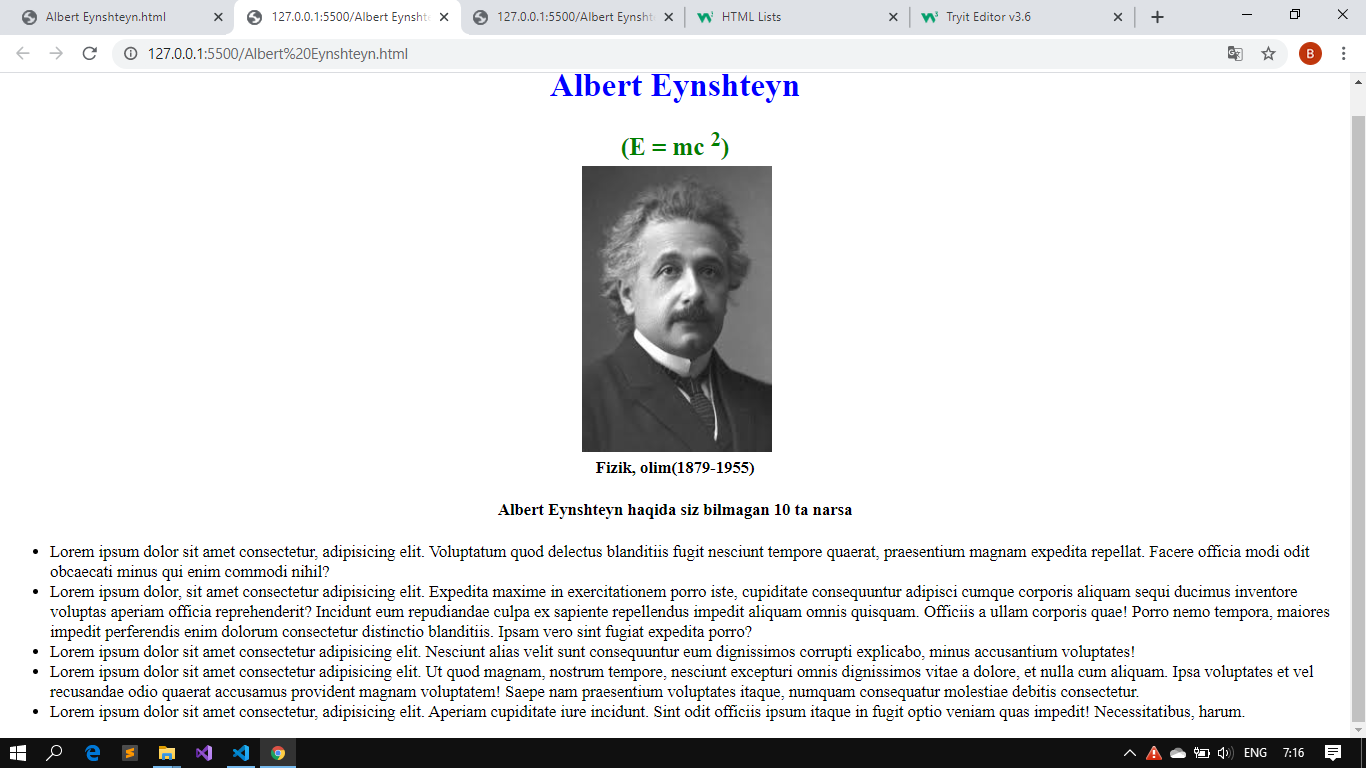 Albert Eynshteyn.html
127.0.0.1:5500/Albert Eynshte
127.0.0.1:5500/Albert Eynsht
HTML Lists
Tryit Editor v3.6
127.0.0.1:5500/Albert%20Eynshteyn.html
B
Albert Eynshteyn
(E = mc ²)
Fizik, olim(1879-1955)
Albert Eynshteyn haqida siz bilmagan 10 ta narsa
• Lorem ipsum dolor sit amet consectetur, adipisicing elit. Voluptatum quod delectus blanditiis fugit nesciunt tempore quaerat, praesentium magnam expedita repellat. Facere officia modi odit
obcaecati minus qui enim commodi nihil?
• Lorem ipsum dolor, sit amet consectetur adipisicing elit. Expedita maxime in exercitationem porro iste, cupiditate consequuntur adipisci cumque corporis aliquam sequi ducimus inventore
voluptas aperiam officia reprehenderit? Incidunt eum repudiandae culpa ex sapiente repellendus impedit aliquam omnis quisquam. Officiis a ullam corporis quae! Porro nemo tempora, maiores
impedit perferendis enim dolorum consectetur distinctio blanditiis. Ipsam vero sint fugiat expedita porro?
• Lorem ipsum dolor sit amet consectetur adipisicing elit. Nesciunt alias velit sunt consequuntur eum dignissimos corrupti explicabo, minus accusantium voluptates!
• Lorem ipsum dolor sit amet consectetur adipisicing elit. Ut quod magnam, nostrum tempore, nesciunt excepturi omnis dignissimos vitae a dolore, et nulla cum aliquam. Ipsa voluptates et vel
recusandae odio quaerat accusamus provident magnam voluptatem! Saepe nam praesentium voluptates itaque, numquam consequatur molestiae debitis consectetur.
• Lorem ipsum dolor sit amet consectetur, adipisicing elit. Aperiam cupiditate iure incidunt. Sint odit officiis ipsum itaque in fugit optio veniam quas impedit! Necessitatibus, harum.
ENG
7:16